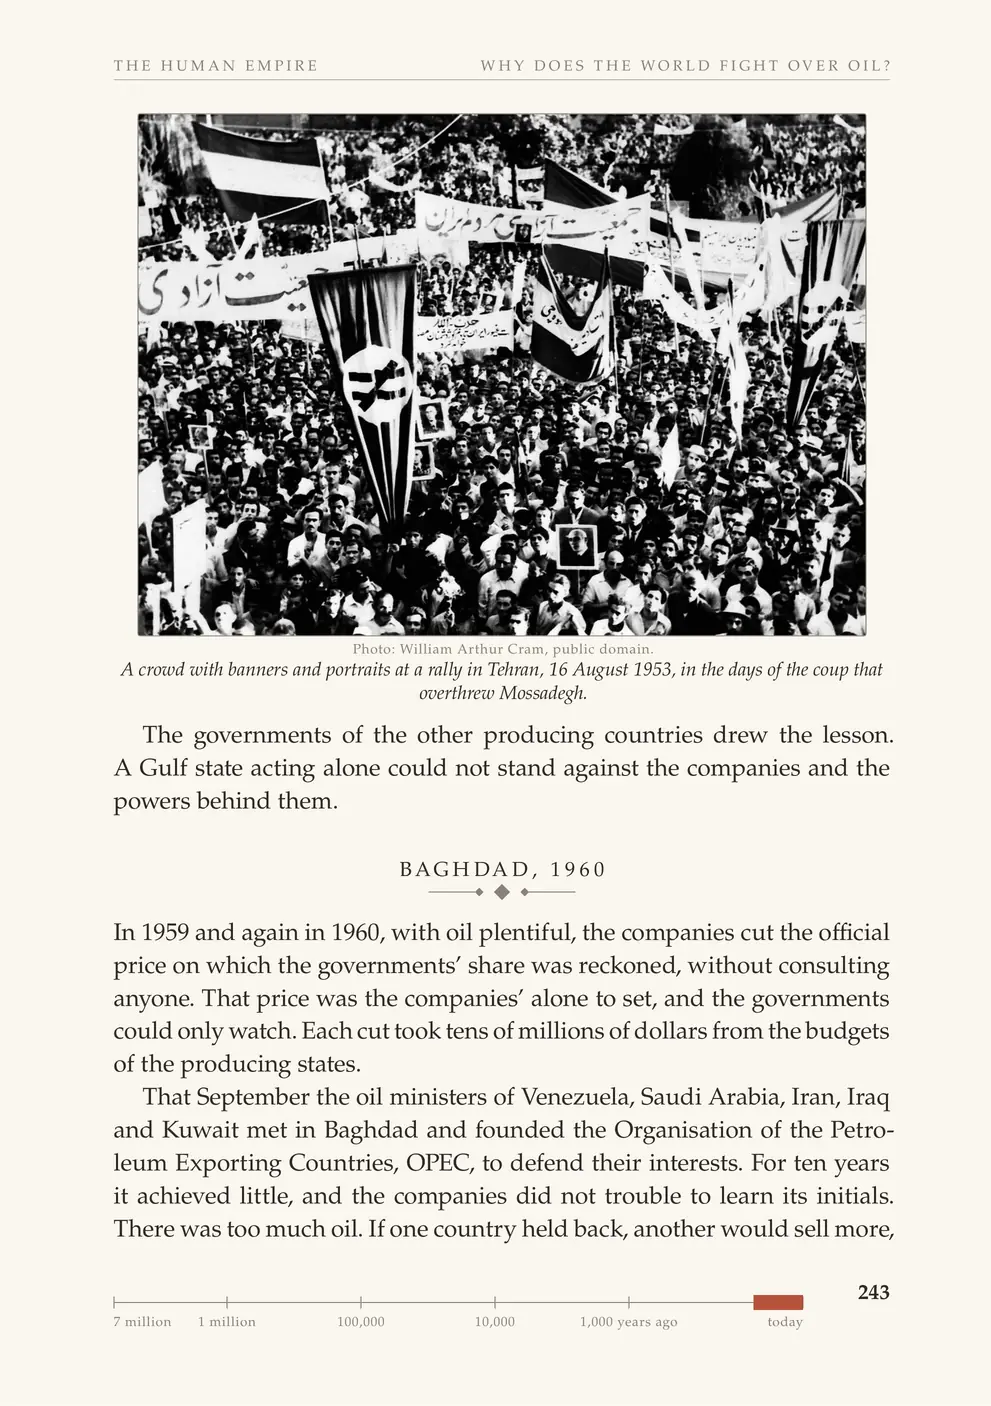 THE HUMAN EMPIRE
WHY DOES THE WORLD FIGHT OVER OIL?
جمعیت آزادی مردم ایران
جمعیت آزادی
حزب الله
Photo: William Arthur Cram, public domain.
A crowd with banners and portraits at a rally in Tehran, 16 August 1953, in the days of the coup that
overthrew Mossadegh.
The governments of the other producing countries drew the lesson.
A Gulf state acting alone could not stand against the companies and the
powers behind them.
BAGHDAD, 1960
In 1959 and again in 1960, with oil plentiful, the companies cut the official
price on which the governments’ share was reckoned, without consulting
anyone. That price was the companies’ alone to set, and the governments
could only watch. Each cut took tens of millions of dollars from the budgets
of the producing states.
That September the oil ministers of Venezuela, Saudi Arabia, Iran, Iraq
and Kuwait met in Baghdad and founded the Organisation of the Petro-
leum Exporting Countries, OPEC, to defend their interests. For ten years
it achieved little, and the companies did not trouble to learn its initials.
There was too much oil. If one country held back, another would sell more,
243
7 million 1 million 100,000 10,000 1,000 years ago today